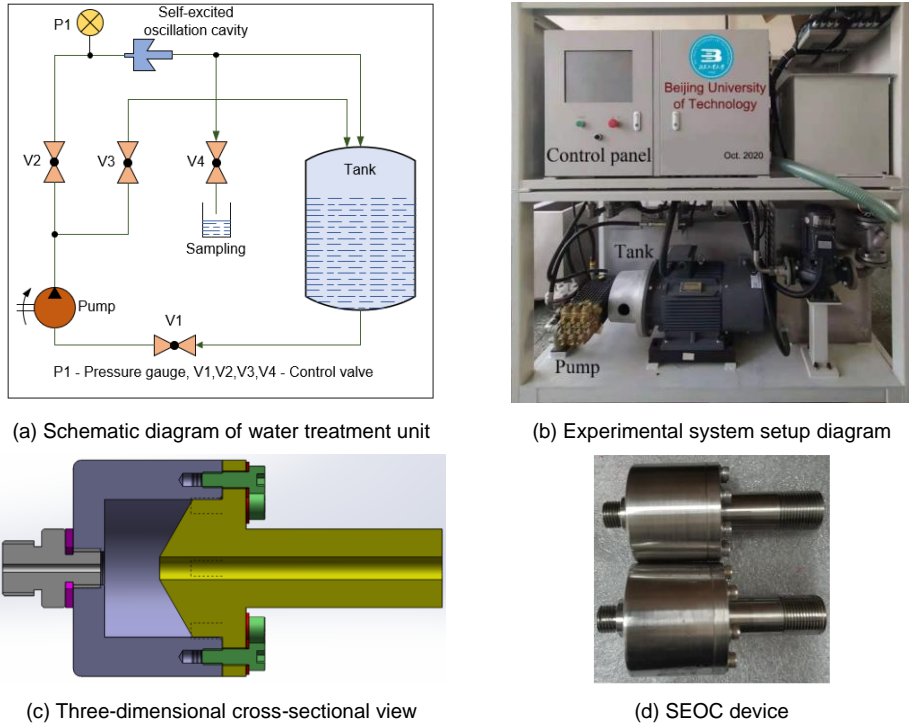 Self-excited
oscillation cavity
P1
V2
V3
V4
Tank
Sampling
Pump
V1
P1 - Pressure gauge, V1,V2,V3,V4 - Control valve
(a) Schematic diagram of water treatment unit
Beijing University
of Technology
Control panel
Oct. 2020
Tank
Pump
(b) Experimental system setup diagram
(c) Three-dimensional cross-sectional view
(d) SEOC device